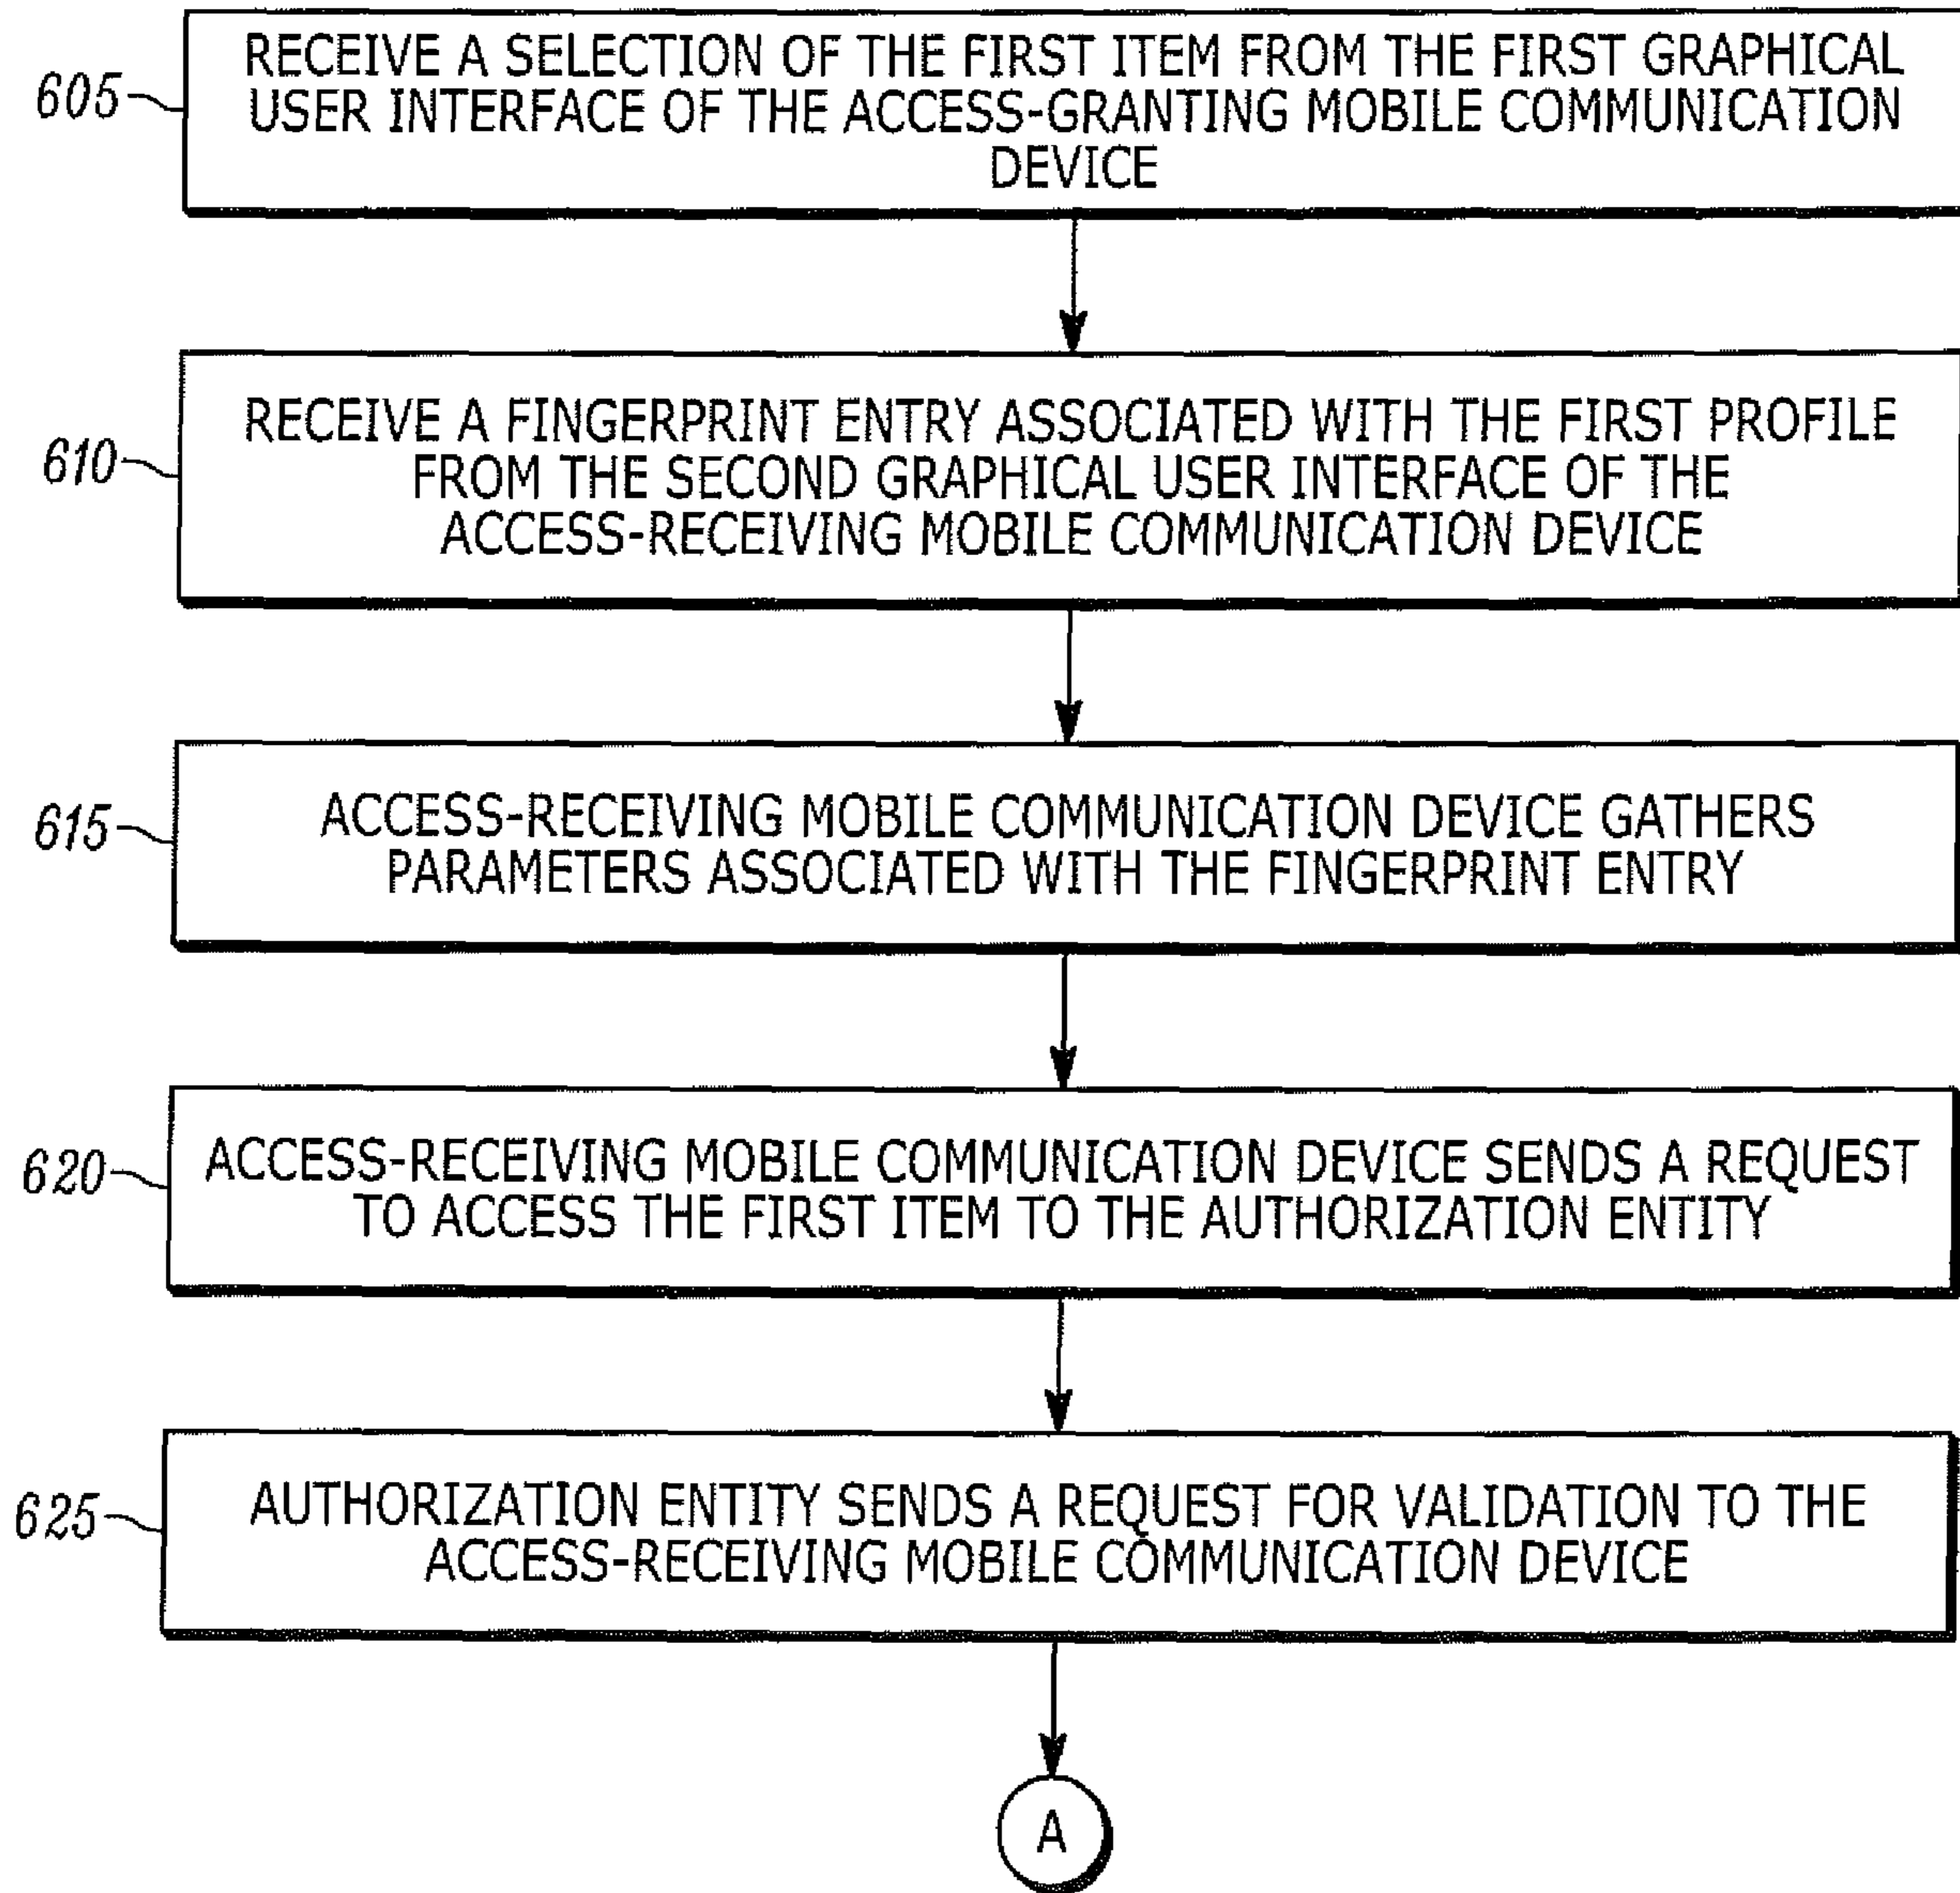 605
RECEIVE A SELECTION OF THE FIRST ITEM FROM THE FIRST GRAPHICAL
USER INTERFACE OF THE ACCESS-GRANTING MOBILE COMMUNICATION
DEVICE
610
RECEIVE A FINGERPRINT ENTRY ASSOCIATED WITH THE FIRST PROFILE
FROM THE SECOND GRAPHICAL USER INTERFACE OF THE
ACCESS-RECEIVING MOBILE COMMUNICATION DEVICE
615
ACCESS-RECEIVING MOBILE COMMUNICATION DEVICE GATHERS
PARAMETERS ASSOCIATED WITH THE FINGERPRINT ENTRY
620
ACCESS-RECEIVING MOBILE COMMUNICATION DEVICE SENDS A REQUEST
TO ACCESS THE FIRST ITEM TO THE AUTHORIZATION ENTITY
625
AUTHORIZATION ENTITY SENDS A REQUEST FOR VALIDATION TO THE
ACCESS-RECEIVING MOBILE COMMUNICATION DEVICE
A